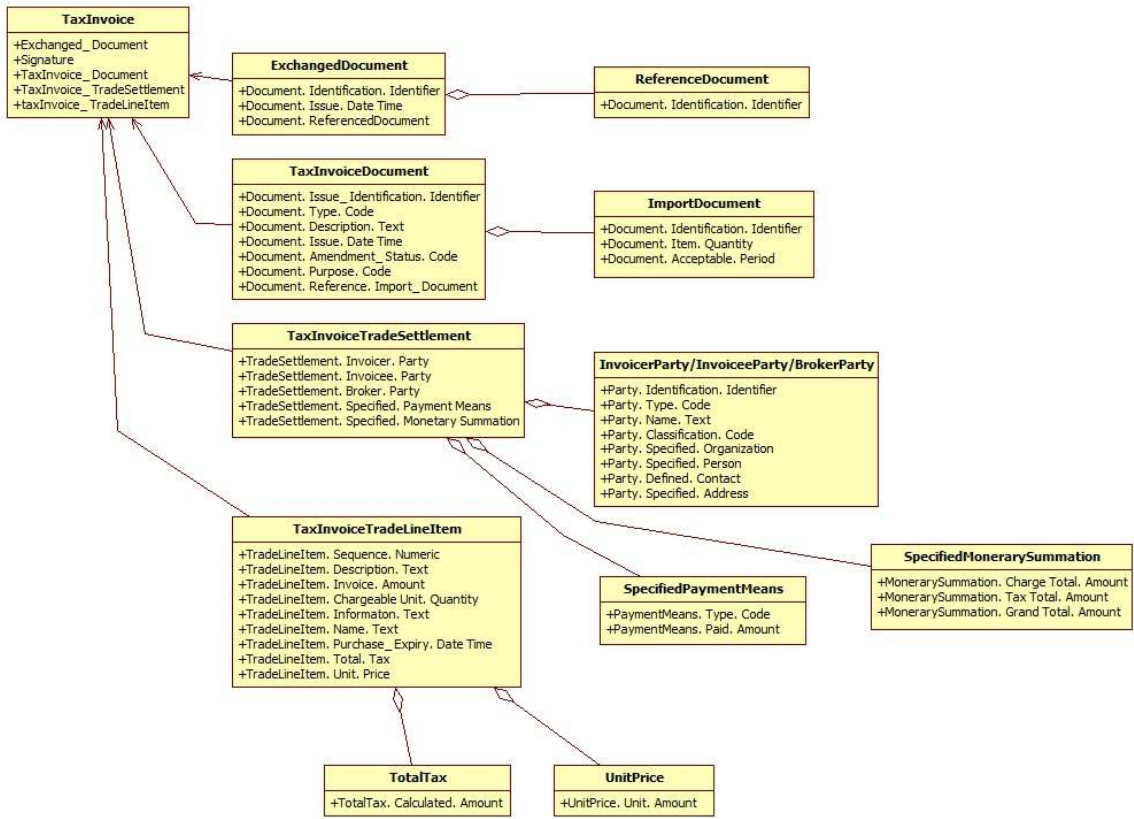 TaxInvoice
+Exchanged_ Document
+Signature
+TaxInvoice_ Document
+TaxInvoice_ TradeSettlement
+taxInvoice_ TradeLineItem
ExchangedDocument
+Document. Identification. Identifier
+Document. Issue. Date Time
+Document. ReferencedDocument
ReferenceDocument
+Document. Identification. Identifier
TaxInvoiceDocument
+Document. Issue_ Identification. Identifier
+Document. Type. Code
+Document. Description. Text
+Document. Issue. Date Time
+Document. Amendment_ Status. Code
+Document. Purpose. Code
+Document. Reference. Import_ Document
ImportDocument
+Document. Identification. Identifier
+Document. Item. Quantity
+Document. Acceptable. Period
TaxInvoiceTradeSettlement
+TradeSettlement. Invoicer. Party
+TradeSettlement. Invoicee. Party
+TradeSettlement. Broker. Party
+TradeSettlement. Specified. Payment Means
+TradeSettlement. Specified. Monetary Summation
InvoicerParty/InvoiceeParty/BrokerParty
+Party. Identification. Identifier
+Party. Type. Code
+Party. Name. Text
+Party. Classification. Code
+Party. Specified. Organization
+Party. Specified. Person
+Party. Defined. Contact
+Party. Specified. Address
TaxInvoiceTradeLineItem
+TradeLineItem. Sequence. Numeric
+TradeLineItem. Description. Text
+TradeLineItem. Invoice. Amount
+TradeLineItem. Chargeable Unit. Quantity
+TradeLineItem. Informaton. Text
+TradeLineItem. Name. Text
+TradeLineItem. Purchase_ Expiry. Date Time
+TradeLineItem. Total. Tax
+TradeLineItem. Unit. Price
SpecifiedPaymentMeans
+PaymentMeans. Type. Code
+PaymentMeans. Paid. Amount
SpecifiedMonerarySummation
+MonerarySummation. Charge Total. Amount
+MonerarySummation. Tax Total. Amount
+MonerarySummation. Grand Total. Amount
TotalTax
+TotalTax. Calculated. Amount
UnitPrice
+UnitPrice. Unit. Amount